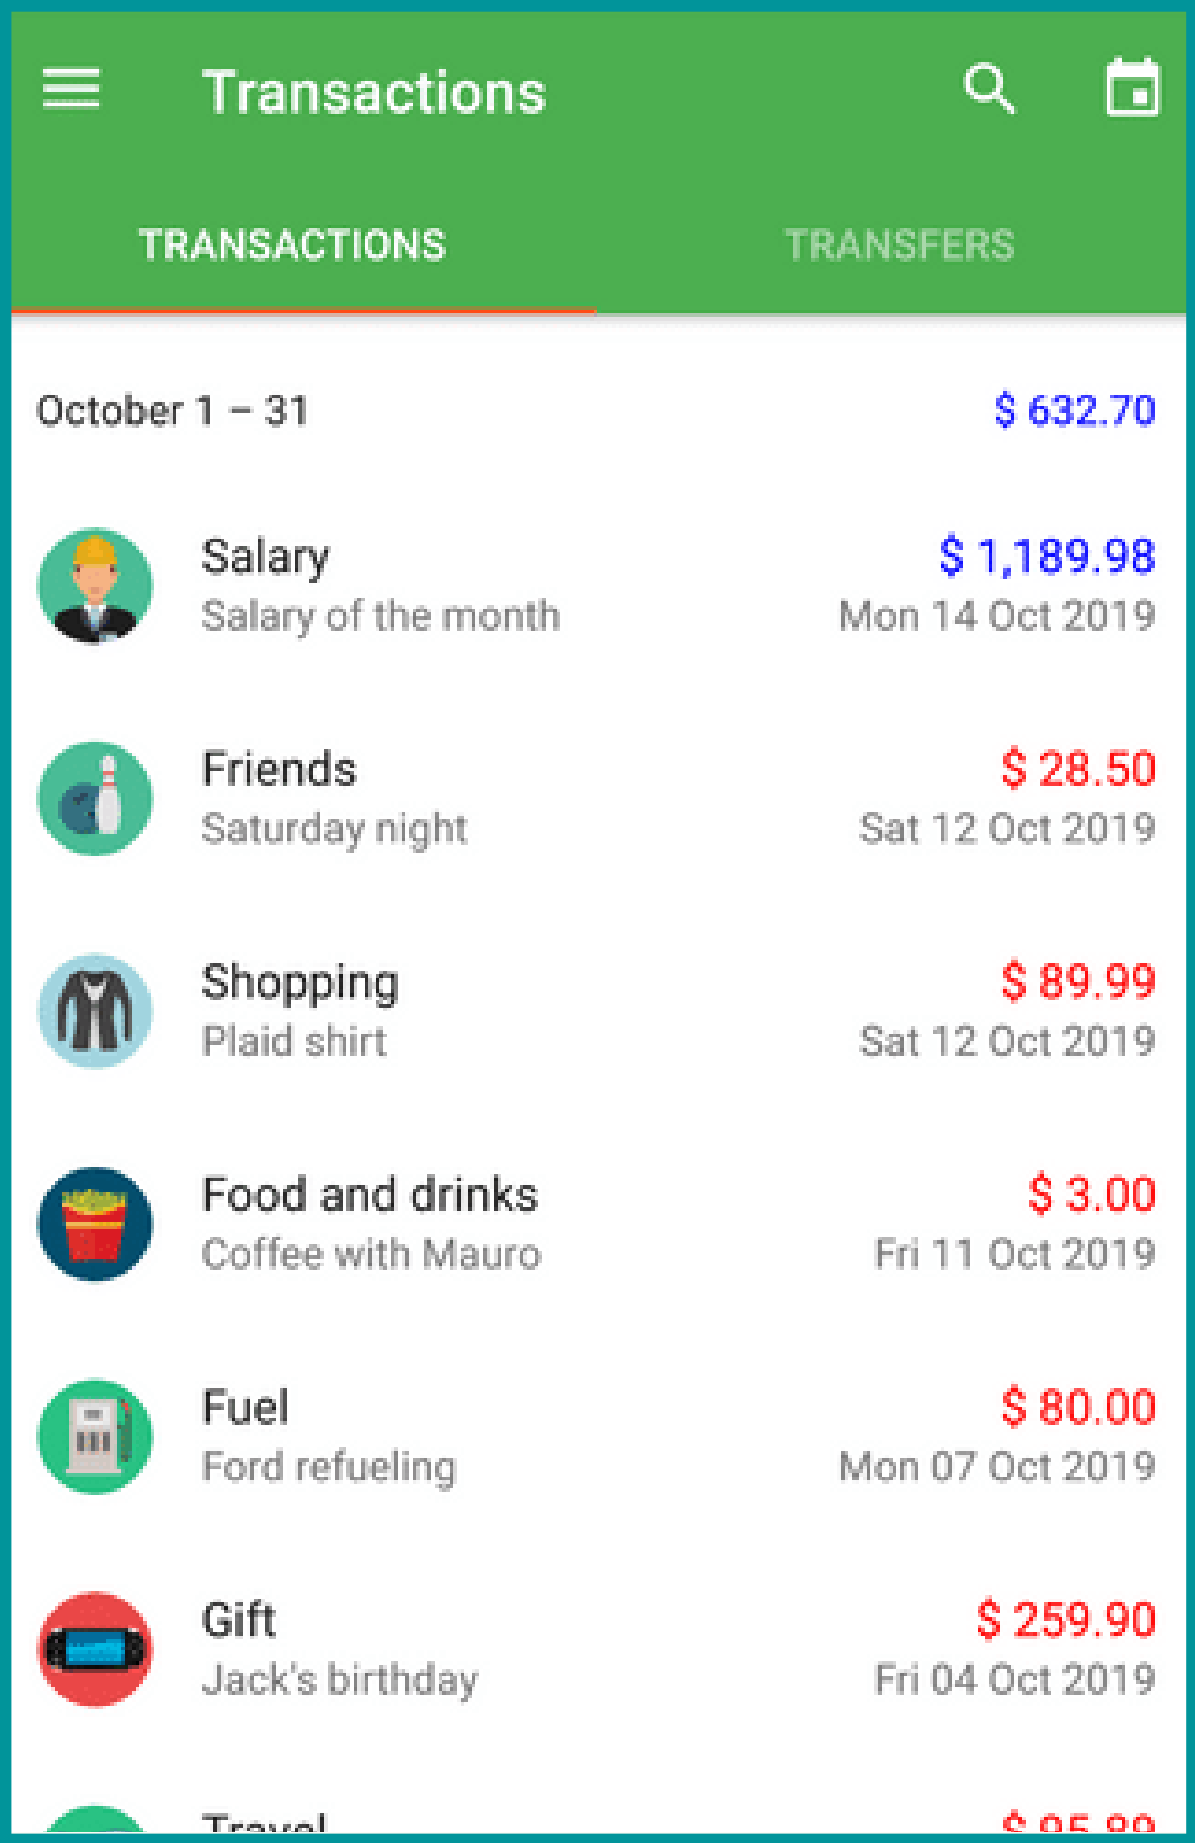 Transactions
TRANSACTIONS TRANSFERS
October 1 – 31 $ 632.70
Salary $ 1,189.98
Salary of the month Mon 14 Oct 2019
Friends $ 28.50
Saturday night Sat 12 Oct 2019
Shopping $ 89.99
Plaid shirt Sat 12 Oct 2019
Food and drinks $ 3.00
Coffee with Mauro Fri 11 Oct 2019
Fuel $ 80.00
Ford refueling Mon 07 Oct 2019
Gift $ 259.90
Jack's birthday Fri 04 Oct 2019
Travel $ 95.89